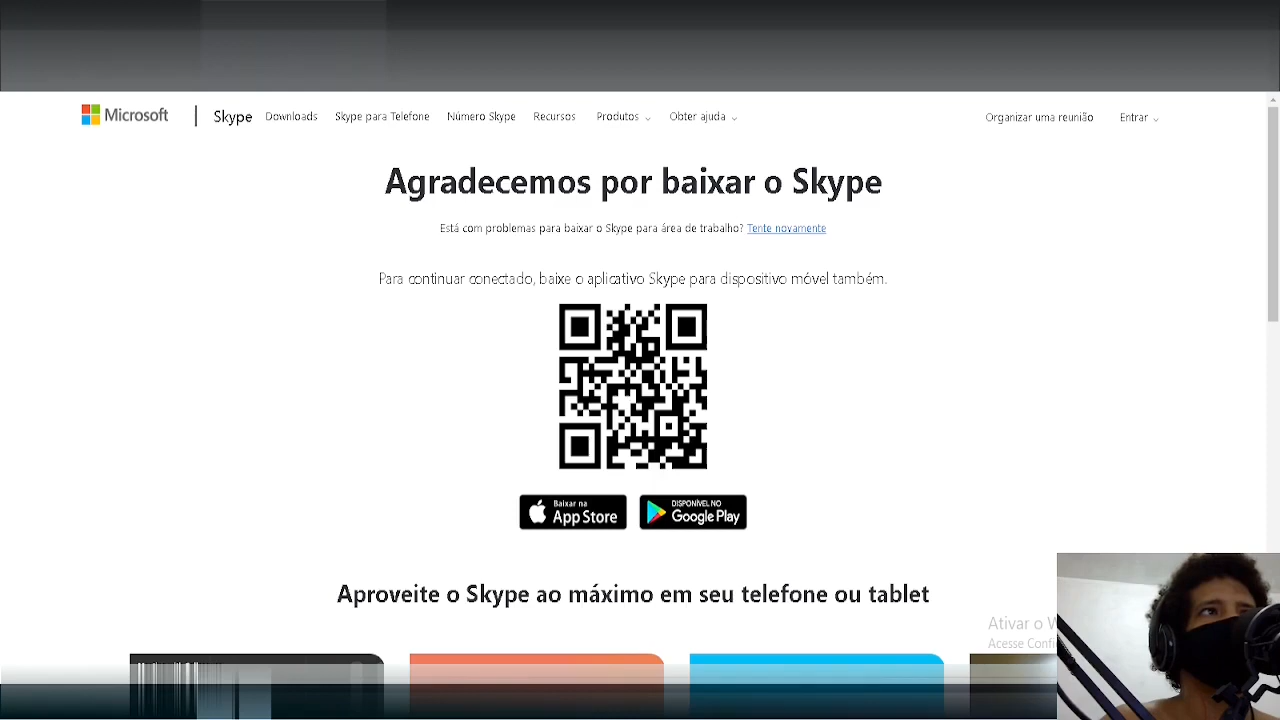 Microsoft | Skype Downloads Skype para Telefone Número Skype Recursos Produtos Obter ajuda Organizar uma reunião Entrar
Agradecemos por baixar o Skype
Está com problemas para baixar o Skype para área de trabalho? Tente novamente
Para continuar conectado, baixe o aplicativo Skype para dispositivo móvel também.
Baixar na
App Store
DISPONÍVEL NO
Google Play
Aproveite o Skype ao máximo em seu telefone ou tablet
Ativar o
Acesse